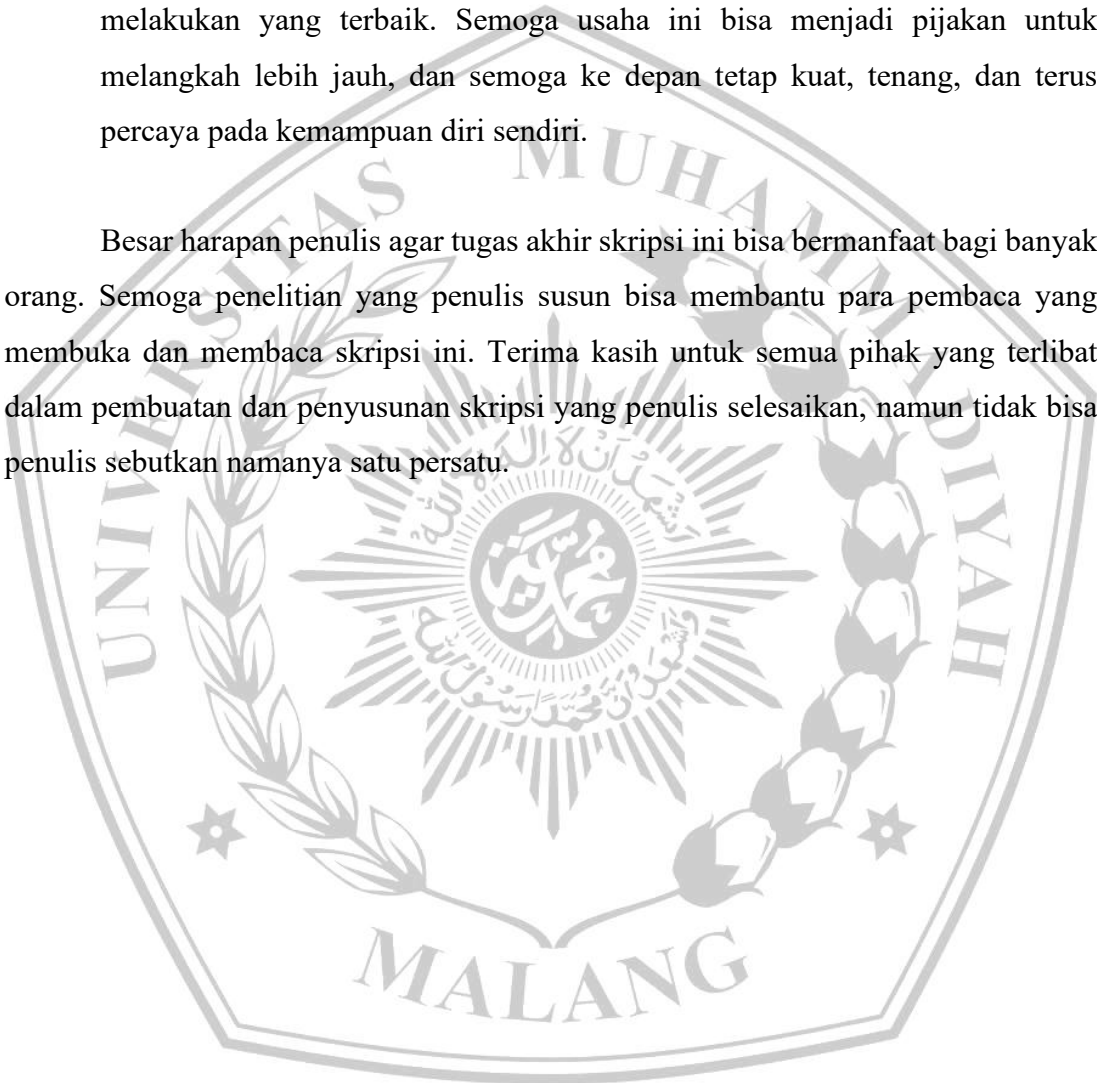 melakukan yang terbaik. Semoga usaha ini bisa menjadi pijakan untuk
melangkah lebih jauh, dan semoga ke depan tetap kuat, tenang, dan terus
percaya pada kemampuan diri sendiri.
Besar harapan penulis agar tugas akhir skripsi ini bisa bermanfaat bagi banyak
orang. Semoga penelitian yang penulis susun bisa membantu para pembaca yang
membuka dan membaca skripsi ini. Terima kasih untuk semua pihak yang terlibat
dalam pembuatan dan penyusunan skripsi yang penulis selesaikan, namun tidak bisa
penulis sebutkan namanya satu persatu.
UNIVERSITAS MUHAMMADIYAH
MALANG